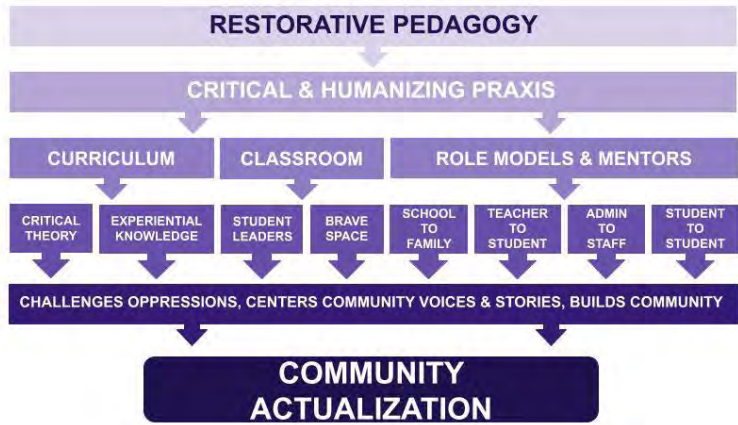 RESTORATIVE PEDAGOGY
CRITICAL & HUMANIZING PRAXIS
CURRICULUM
CLASSROOM
ROLE MODELS & MENTORS
CRITICAL
THEORY
EXPERIENTIAL
KNOWLEDGE
STUDENT
LEADERS
BRAVE
SPACE
SCHOOL
TO
FAMILY
TEACHER
TO
STUDENT
ADMIN
TO
STAFF
STUDENT
TO
STUDENT
CHALLENGES OPPRESSIONS, CENTERS COMMUNITY VOICES & STORIES, BUILDS COMMUNITY
COMMUNITY
ACTUALIZATION